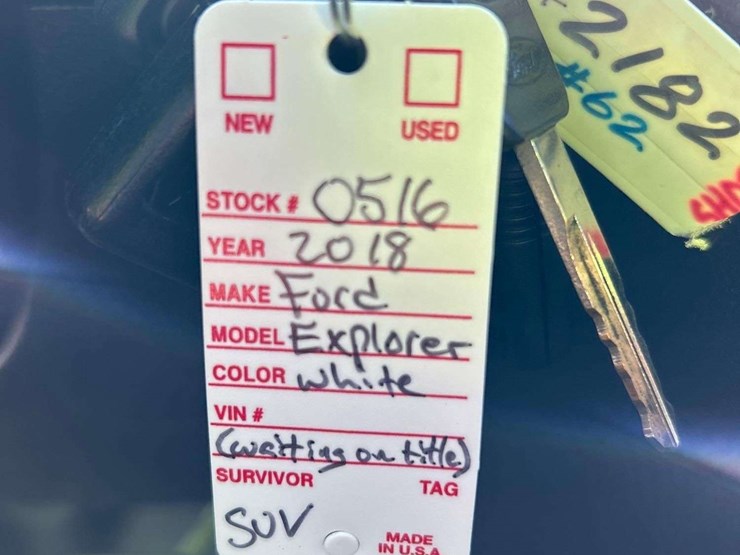 NEW USED
STOCK # 0516
YEAR 2018
MAKE Ford
MODEL Explorer
COLOR white
VIN #
(waiting on title)
SURVIVOR TAG
SUV
MADE
IN U.S.A
2182
#62